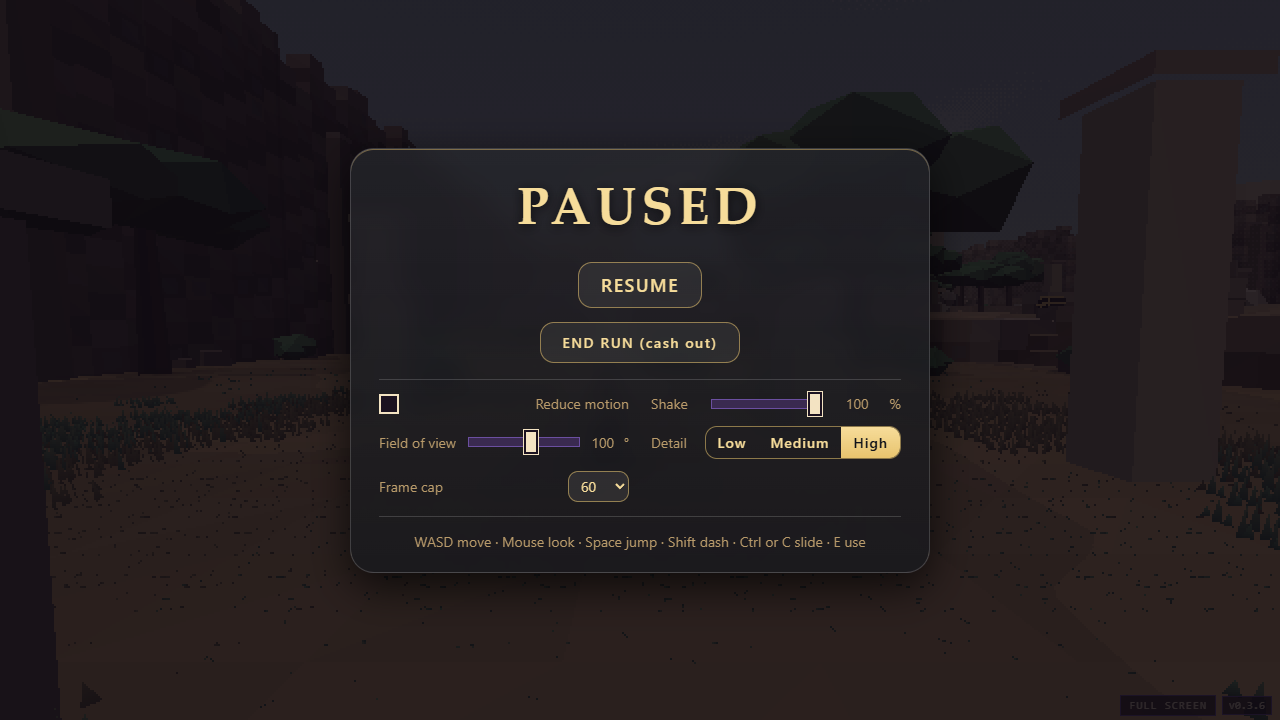 PAUSED
RESUME
END RUN (cash out)
Reduce motion Shake 100 %
Field of view 100 ° Detail Low Medium High
Frame cap 60
WASD move · Mouse look · Space jump · Shift dash · Ctrl or C slide · E use
FULL SCREEN v0.3.6